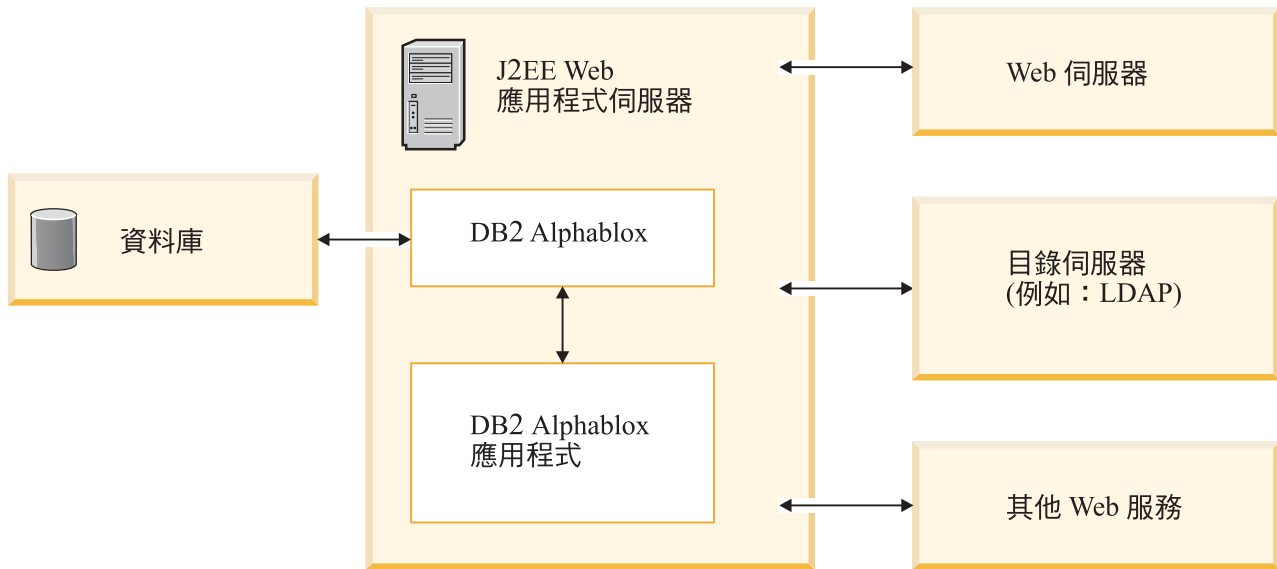 J2EE Web
應用程式伺服器
Web 伺服器
資料庫
DB2 Alphablox
目錄伺服器
(例如：LDAP)
DB2 Alphablox
應用程式
其他 Web 服務